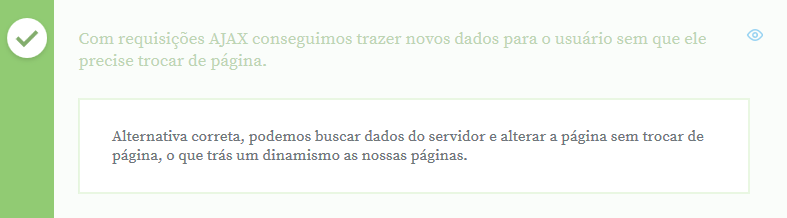 Com requisições AJAX conseguimos trazer novos dados para o usuário sem que ele
precise trocar de página.
Alternativa correta, podemos buscar dados do servidor e alterar a página sem trocar de
página, o que trás um dinamismo as nossas páginas.